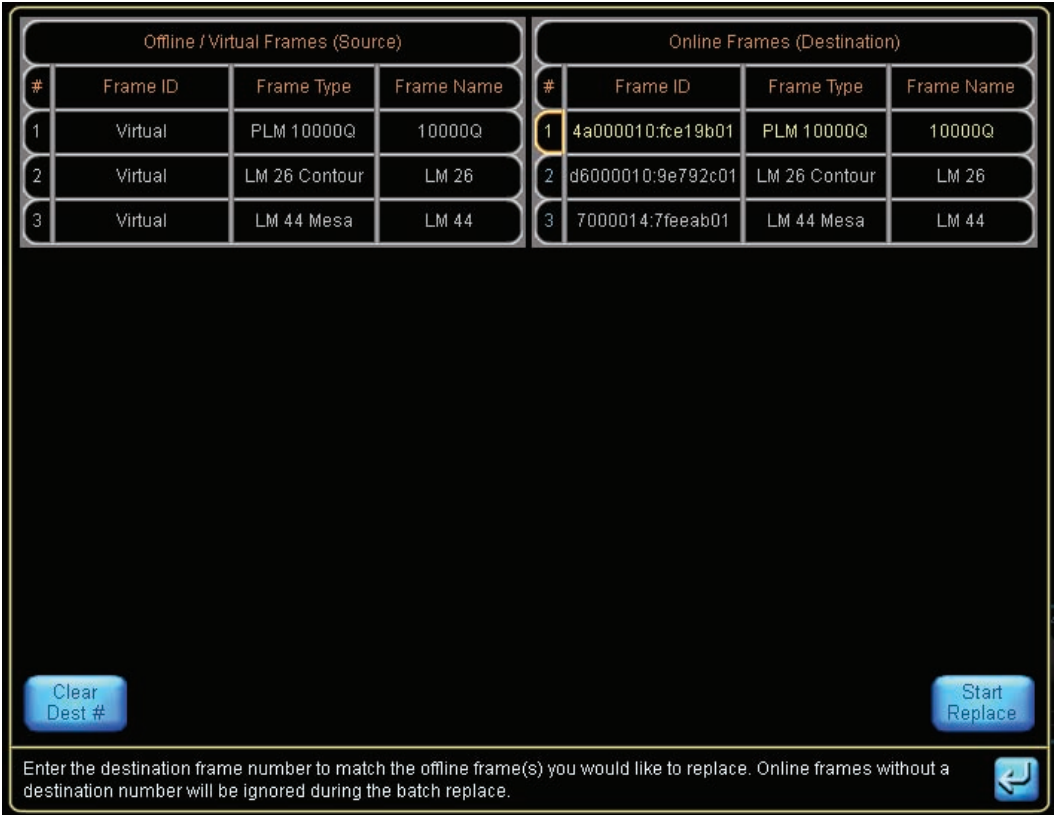 Offline / Virtual Frames (Source) Online Frames (Destination)
# Frame ID Frame Type Frame Name # Frame ID Frame Type Frame Name
1 Virtual PLM 10000Q 10000Q 1 4a000010:fce19b01 PLM 10000Q 10000Q
2 Virtual LM 26 Contour LM 26 2 d6000010:9e792c01 LM 26 Contour LM 26
3 Virtual LM 44 Mesa LM 44 3 7000014:7feeab01 LM 44 Mesa LM 44
Clear
Dest #
Start
Replace
Enter the destination frame number to match the offline frame(s) you would like to replace. Online frames without a
destination number will be ignored during the batch replace.